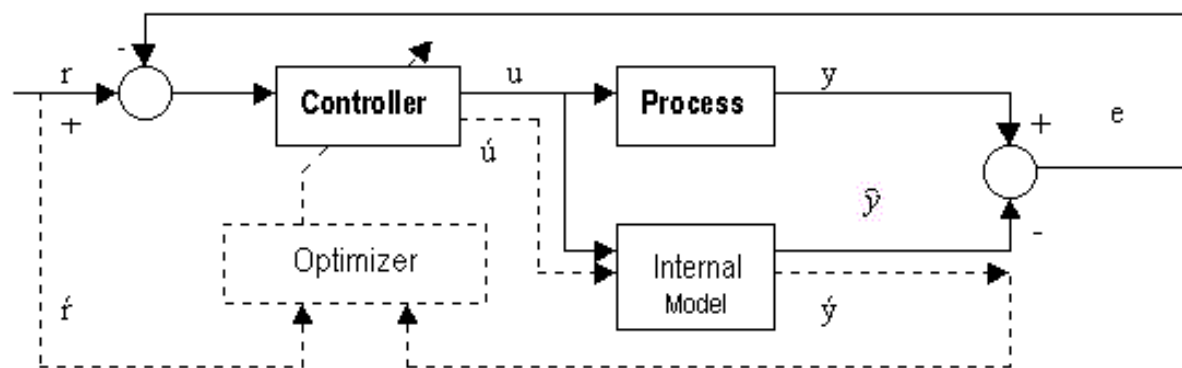 -
r
+
Controller
u
ú
Process
y
+
e
ŷ
-
Optimizer
Internal
Model
ŕ
ý